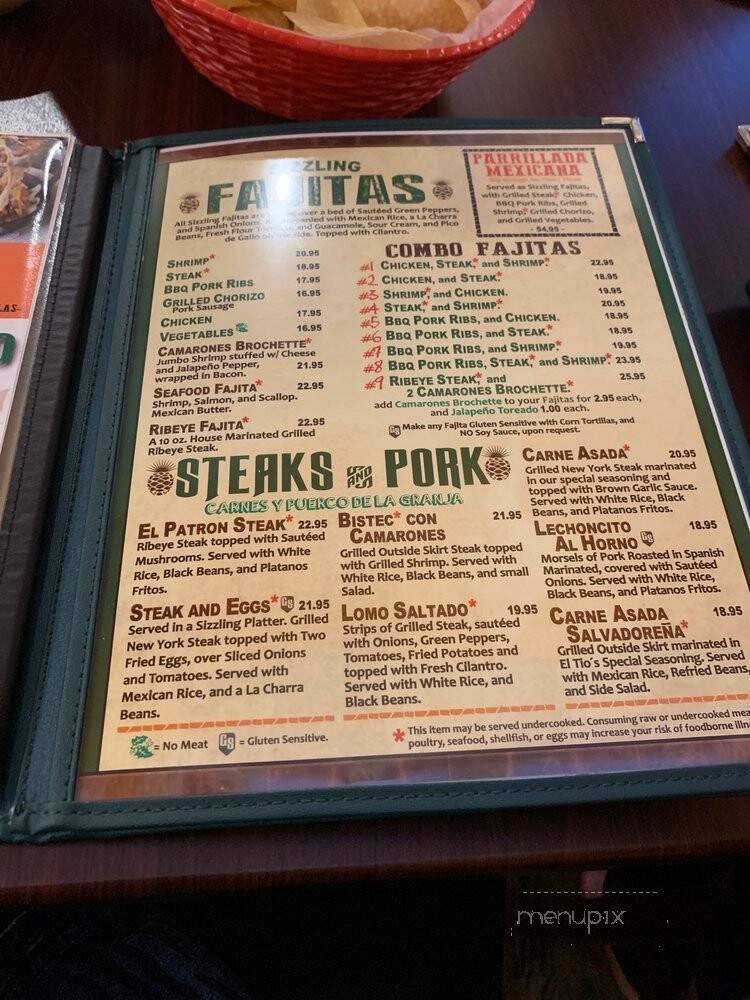 LAS-
SIZZLING
FAJITAS
All Sizzling Fajitas are over a bed of Sautéed Green Peppers,
and Spanish Onions. with Mexican Rice, a La Charra
Beans, Fresh Flour and Guacamole, Sour Cream, and Pico
de Gallo on the side. Topped with Cilantro.
SHRIMP* 20.95
STEAK* 18.95
BBQ PORK RIBS 17.95
GRILLED CHORIZO 16.95
Pork Sausage
CHICKEN 17.95
VEGETABLES 16.95
CAMARONES BROCHETTE*
Jumbo Shrimp stuffed w/ Cheese
and Jalapeño Pepper, 21.95
wrapped in Bacon.
SEAFOOD FAJITA* 22.95
Shrimp, Salmon, and Scallop.
Mexican Butter.
RIBEYE FAJITA* 22.95
A 10 oz. House Marinated Grilled
Ribeye Steak.
PARRILLADA
MEXICANA
Served as Sizzling Fajitas,
with Grilled Steak,* Chicken,
BBQ Pork Ribs, Grilled
Shrimp,* Grilled Chorizo,
and Grilled Vegetables.
- 54.95 -
COMBO FAJITAS
#1 CHICKEN, STEAK,* AND SHRIMP.* 22.95
#2 CHICKEN, AND STEAK.* 18.95
#3 SHRIMP,* AND CHICKEN. 19.95
#4 STEAK,* AND SHRIMP.* 20.95
#5 BBQ PORK RIBS, AND CHICKEN. 18.95
#6 BBQ PORK RIBS, AND STEAK.* 18.95
#7 BBQ PORK RIBS, AND SHRIMP.* 19.95
#8 BBQ PORK RIBS, STEAK,* AND SHRIMP.* 23.95
#9 RIBEYE STEAK,* AND 25.95
2 CAMARONES BROCHETTE.*
add Camarones Brochette to your Fajitas for 2.95 each,
and Jalapeño Toreado 1.00 each.
GS Make any Fajita Gluten Sensitive with Corn Tortillas, and
NO Soy Sauce, upon request.
STEAKS AND PORK
CARNES Y PUERCO DE LA GRANJA
EL PATRON STEAK* 22.95
Ribeye Steak topped with Sautéed
Mushrooms. Served with White
Rice, Black Beans, and Platanos
Fritos.
STEAK AND EGGS* GS 21.95
Served in a Sizzling Platter. Grilled
New York Steak topped with Two
Fried Eggs, over Sliced Onions
and Tomatoes. Served with
Mexican Rice, and a La Charra
Beans.
BISTEC* CON 21.95
CAMARONES
Grilled Outside Skirt Steak topped
with Grilled Shrimp. Served with
White Rice, Black Beans, and small
Salad.
LOMO SALTADO* 19.95
Strips of Grilled Steak, sautéed
with Onions, Green Peppers,
Tomatoes, Fried Potatoes and
topped with Fresh Cilantro.
Served with White Rice, and
Black Beans.
CARNE ASADA* 20.95
Grilled New York Steak marinated
in our special seasoning and
topped with Brown Garlic Sauce.
Served with White Rice, Black
Beans, and Platanos Fritos.
LECHONCITO 18.95
AL HORNO GS
Morsels of Pork Roasted in Spanish
Marinated, covered with Sautéed
Onions. Served with White Rice,
Black Beans, and Platanos Fritos.
CARNE ASADA 18.95
SALVADOREÑA*
Grilled Outside Skirt marinated in
El Tio's Special Seasoning. Served
with Mexican Rice, Refried Beans,
and Side Salad.
= No Meat GS = Gluten Sensitive.
* This item may be served undercooked. Consuming raw or undercooked mea
poultry, seafood, shellfish, or eggs may increase your risk of foodborne illn
menupix